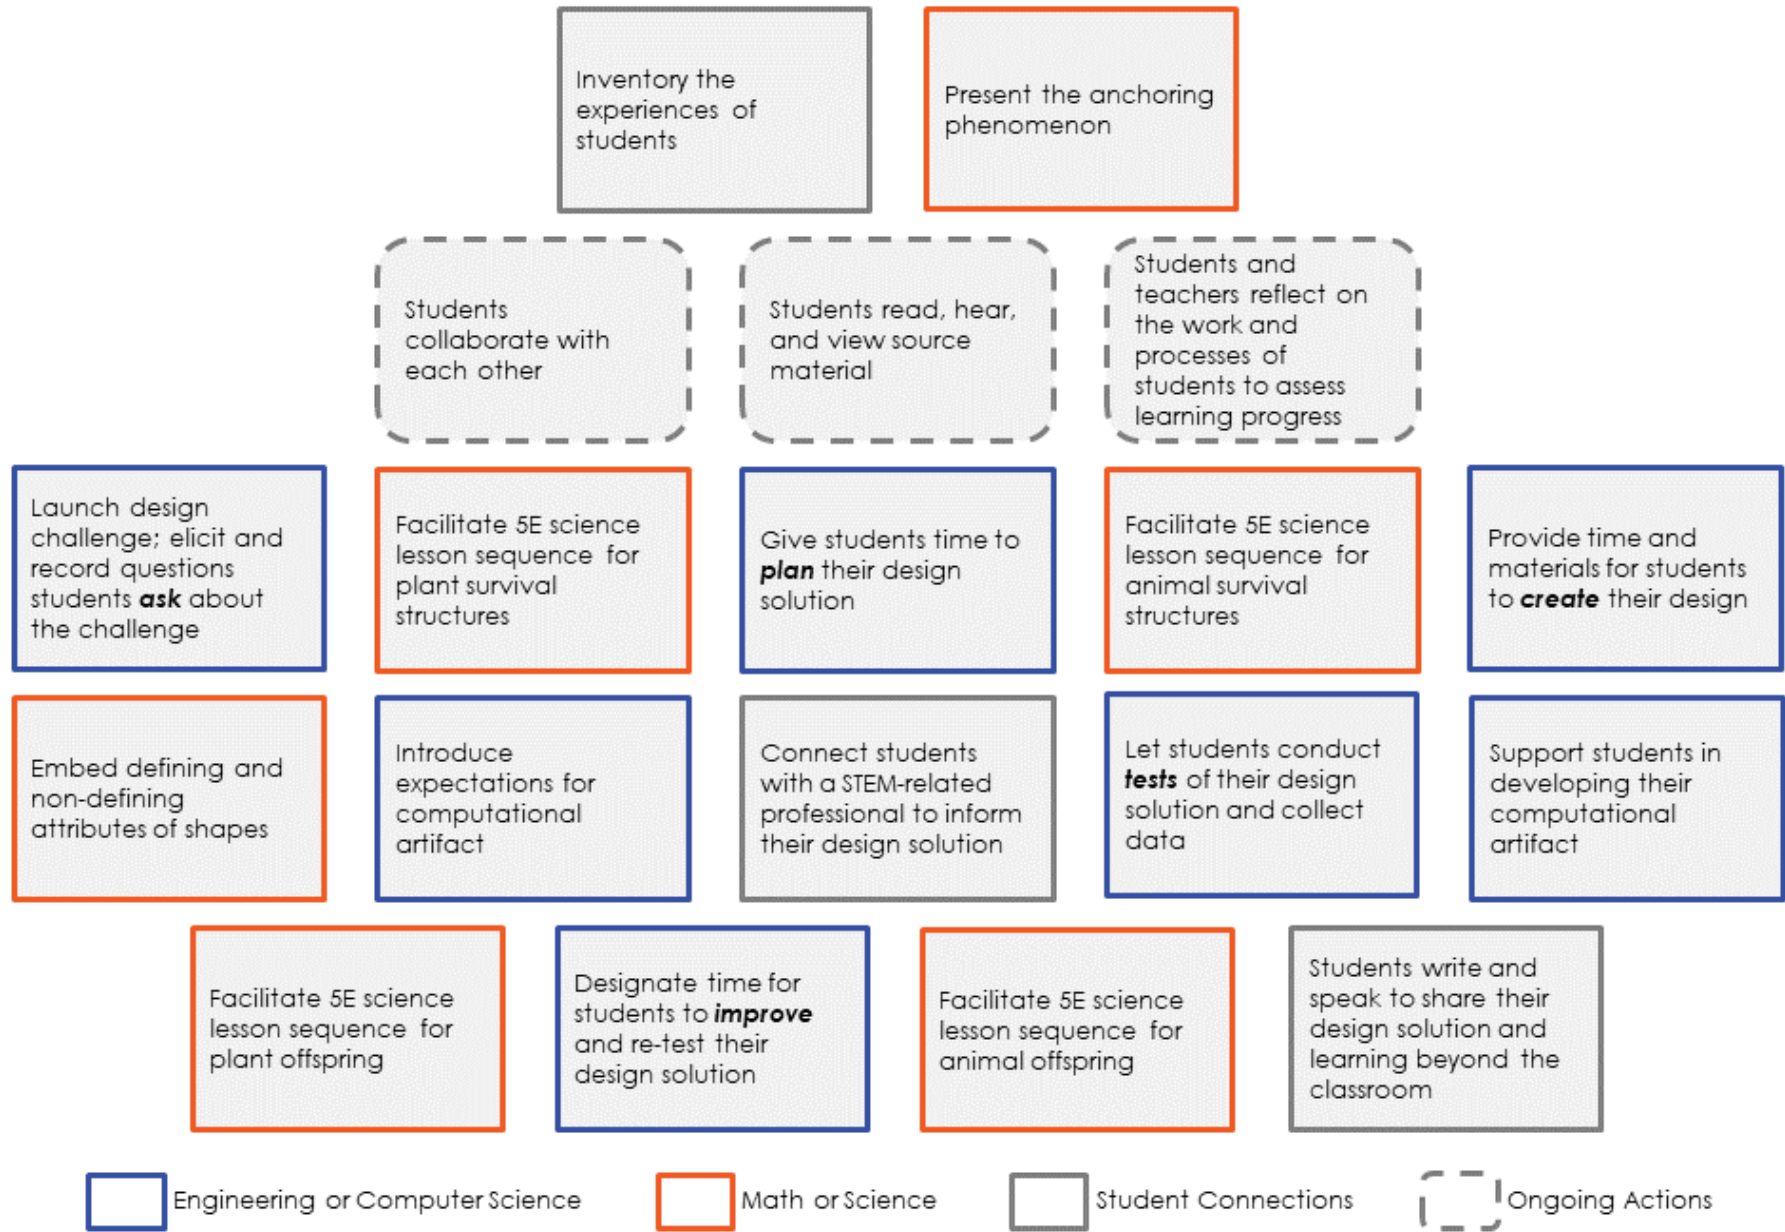 Inventory the
experiences of
students
Present the anchoring
phenomenon
Students
collaborate with
each other
Students read, hear,
and view source
material
Students and
teachers reflect on
the work and
processes of
students to assess
learning progress
Launch design
challenge; elicit and
record questions
students ask about
the challenge
Facilitate 5E science
lesson sequence for
plant survival
structures
Give students time to
plan their design
solution
Facilitate 5E science
lesson sequence for
animal survival
structures
Provide time and
materials for students
to create their design
Embed defining and
non-defining
attributes of shapes
Introduce
expectations for
computational
artifact
Connect students
with a STEM-related
professional to inform
their design solution
Let students conduct
tests of their design
solution and collect
data
Support students in
developing their
computational
artifact
Facilitate 5E science
lesson sequence for
plant offspring
Designate time for
students to improve
and re-test their
design solution
Facilitate 5E science
lesson sequence for
animal offspring
Students write and
speak to share their
design solution and
learning beyond the
classroom
Engineering or Computer Science
Math or Science
Student Connections
Ongoing Actions